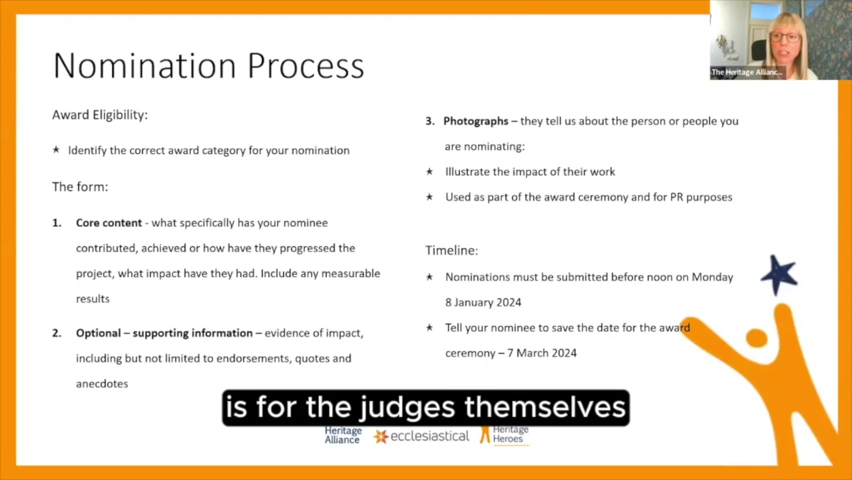 Nomination Process
Award Eligibility:
★ Identify the correct award category for your nomination
The form:
1. Core content - what specifically has your nominee
contributed, achieved or how have they progressed the
project, what impact have they had. Include any measurable
results
2. Optional – supporting information – evidence of impact,
including but not limited to endorsements, quotes and
anecdotes
3. Photographs – they tell us about the person or people you
are nominating:
★ Illustrate the impact of their work
★ Used as part of the award ceremony and for PR purposes
Timeline:
★ Nominations must be submitted before noon on Monday
8 January 2024
★ Tell your nominee to save the date for the award
ceremony – 7 March 2024
The Heritage Allianc...
is for the judges themselves
Heritage
Alliance
ecclesiastical
Heritage
Heroes